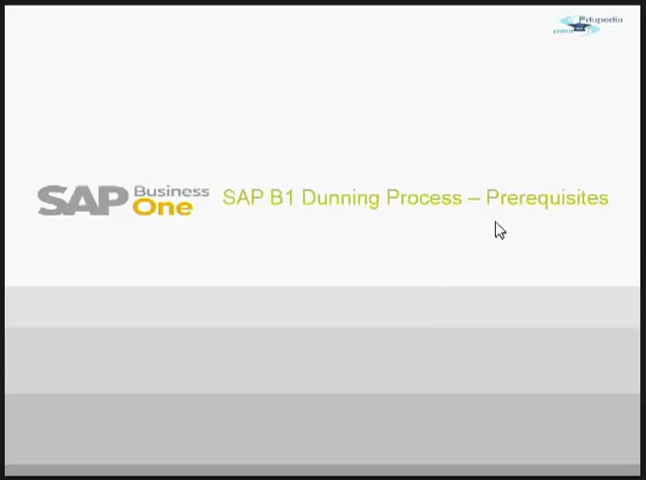 Edupedia
SAP Business One
SAP B1 Dunning Process – Prerequisites